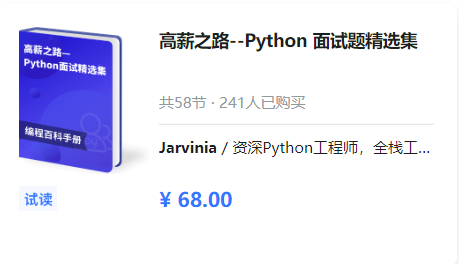 高薪之路--Python 面试题精选集
高薪之路—
Python面试精选集
编程百科手册
共58节 · 241人已购买
Jarvinia / 资深Python工程师，全栈工...
试读
¥ 68.00